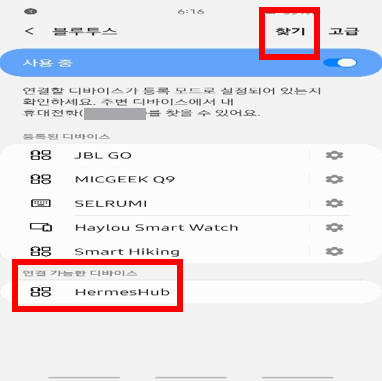 6:16
< 블루투스 찾기 고급
사용 중
연결할 디바이스가 등록 모드로 설정되어 있는지
확인하세요. 주변 디바이스에서 내
휴대전화( )를 찾을 수 있어요.
등록된 디바이스
JBL GO
MICGEEK Q9
SELRUMI
Haylou Smart Watch
Smart Hiking
연결 가능한 디바이스
HermesHub